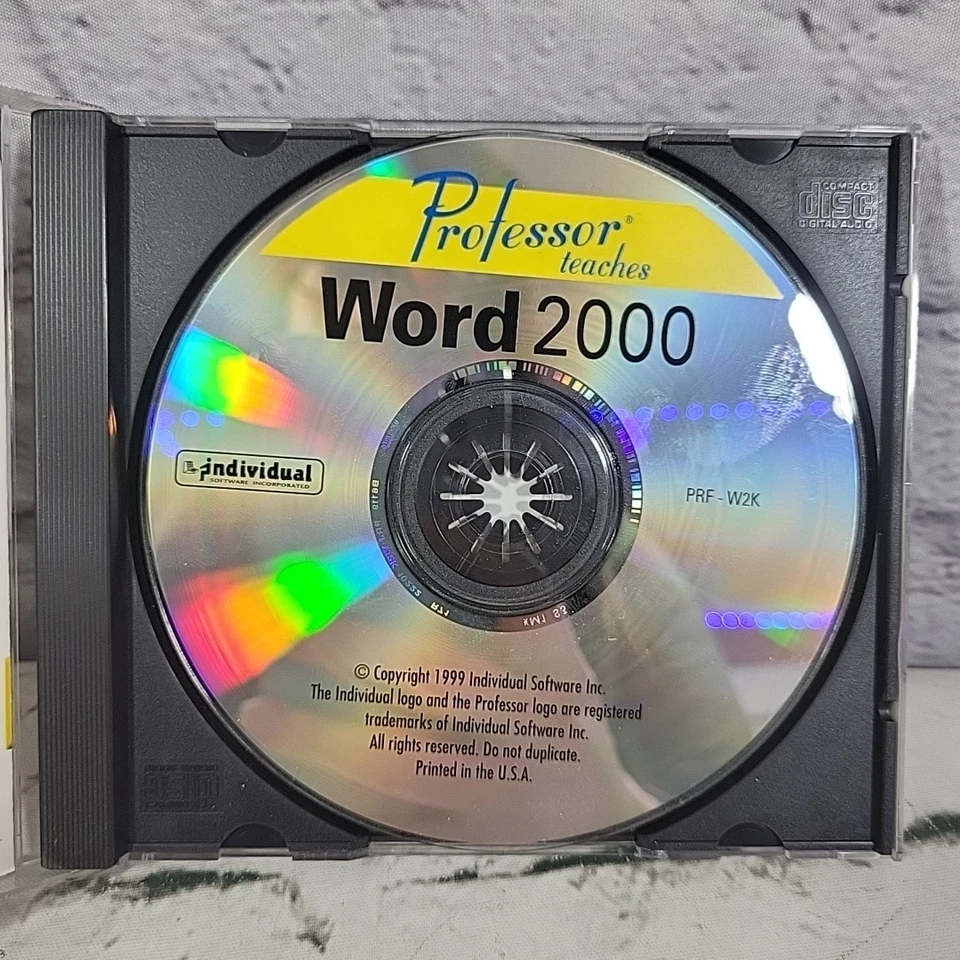 Professor®
teaches
Word 2000
COMPACT
disc
DIGITAL AUDIO
individual
SOFTWARE INCORPORATED
PRF - W2K
© Copyright 1999 Individual Software Inc.
The Individual logo and the Professor logo are registered
trademarks of Individual Software Inc.
All rights reserved. Do not duplicate.
Printed in the U.S.A.